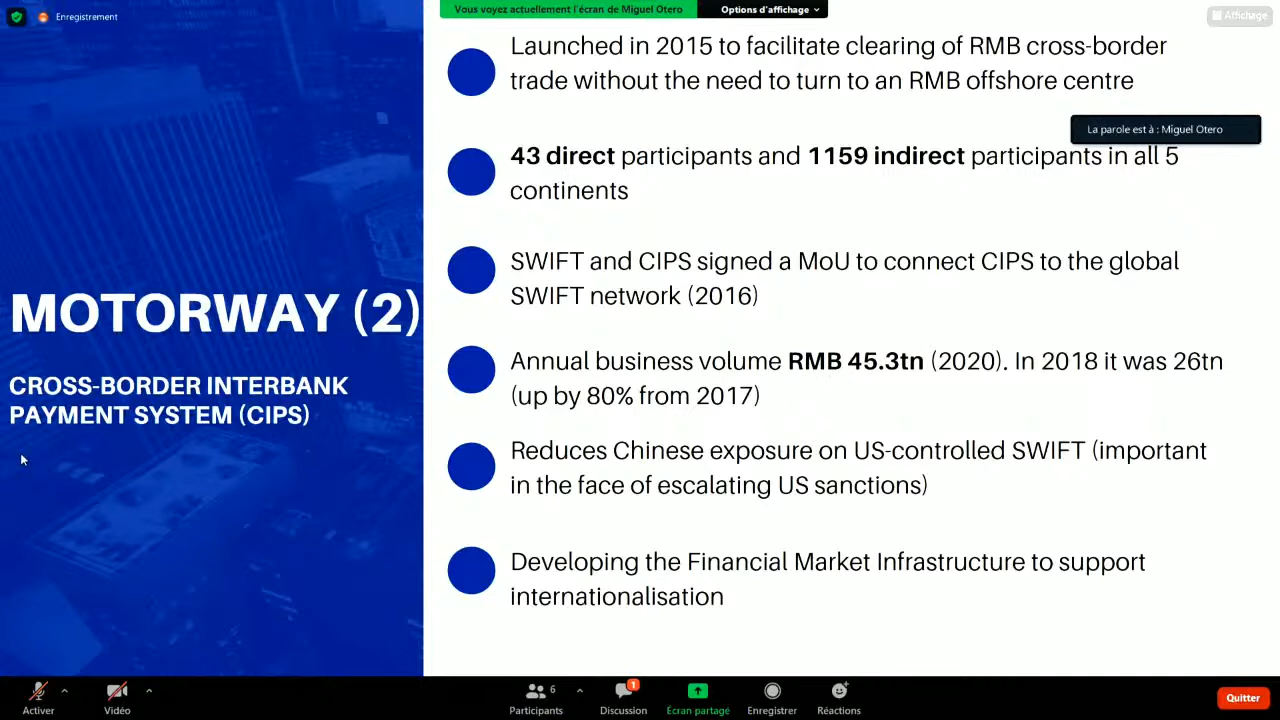 Enregistrement
Vous voyez actuellement l'écran de Miguel Otero
Options d'affichage
Affichage
Launched in 2015 to facilitate clearing of RMB cross-border
trade without the need to turn to an RMB offshore centre
La parole est à : Miguel Otero
43 direct participants and 1159 indirect participants in all 5
continents
SWIFT and CIPS signed a MoU to connect CIPS to the global
SWIFT network (2016)
MOTORWAY (2)
CROSS-BORDER INTERBANK
PAYMENT SYSTEM (CIPS)
Annual business volume RMB 45.3tn (2020). In 2018 it was 26tn
(up by 80% from 2017)
Reduces Chinese exposure on US-controlled SWIFT (important
in the face of escalating US sanctions)
Developing the Financial Market Infrastructure to support
internationalisation
Activer
Vidéo
6
Participants
1
Discussion
Écran partagé
Enregistrer
Réactions
Quitter